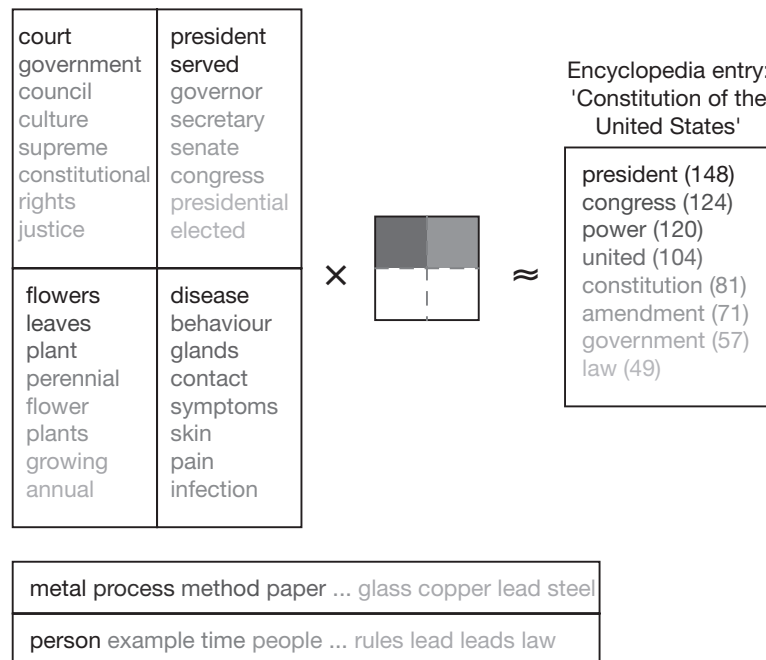 court
government
council
culture
supreme
constitutional
rights
justice
president
served
governor
secretary
senate
congress
presidential
elected
flowers
leaves
plant
perennial
flower
plants
growing
annual
disease
behaviour
glands
contact
symptoms
skin
pain
infection
×
≈
Encyclopedia entry:
'Constitution of the
United States'
president (148)
congress (124)
power (120)
united (104)
constitution (81)
amendment (71)
government (57)
law (49)
metal process method paper ... glass copper lead steel
person example time people ... rules lead leads law